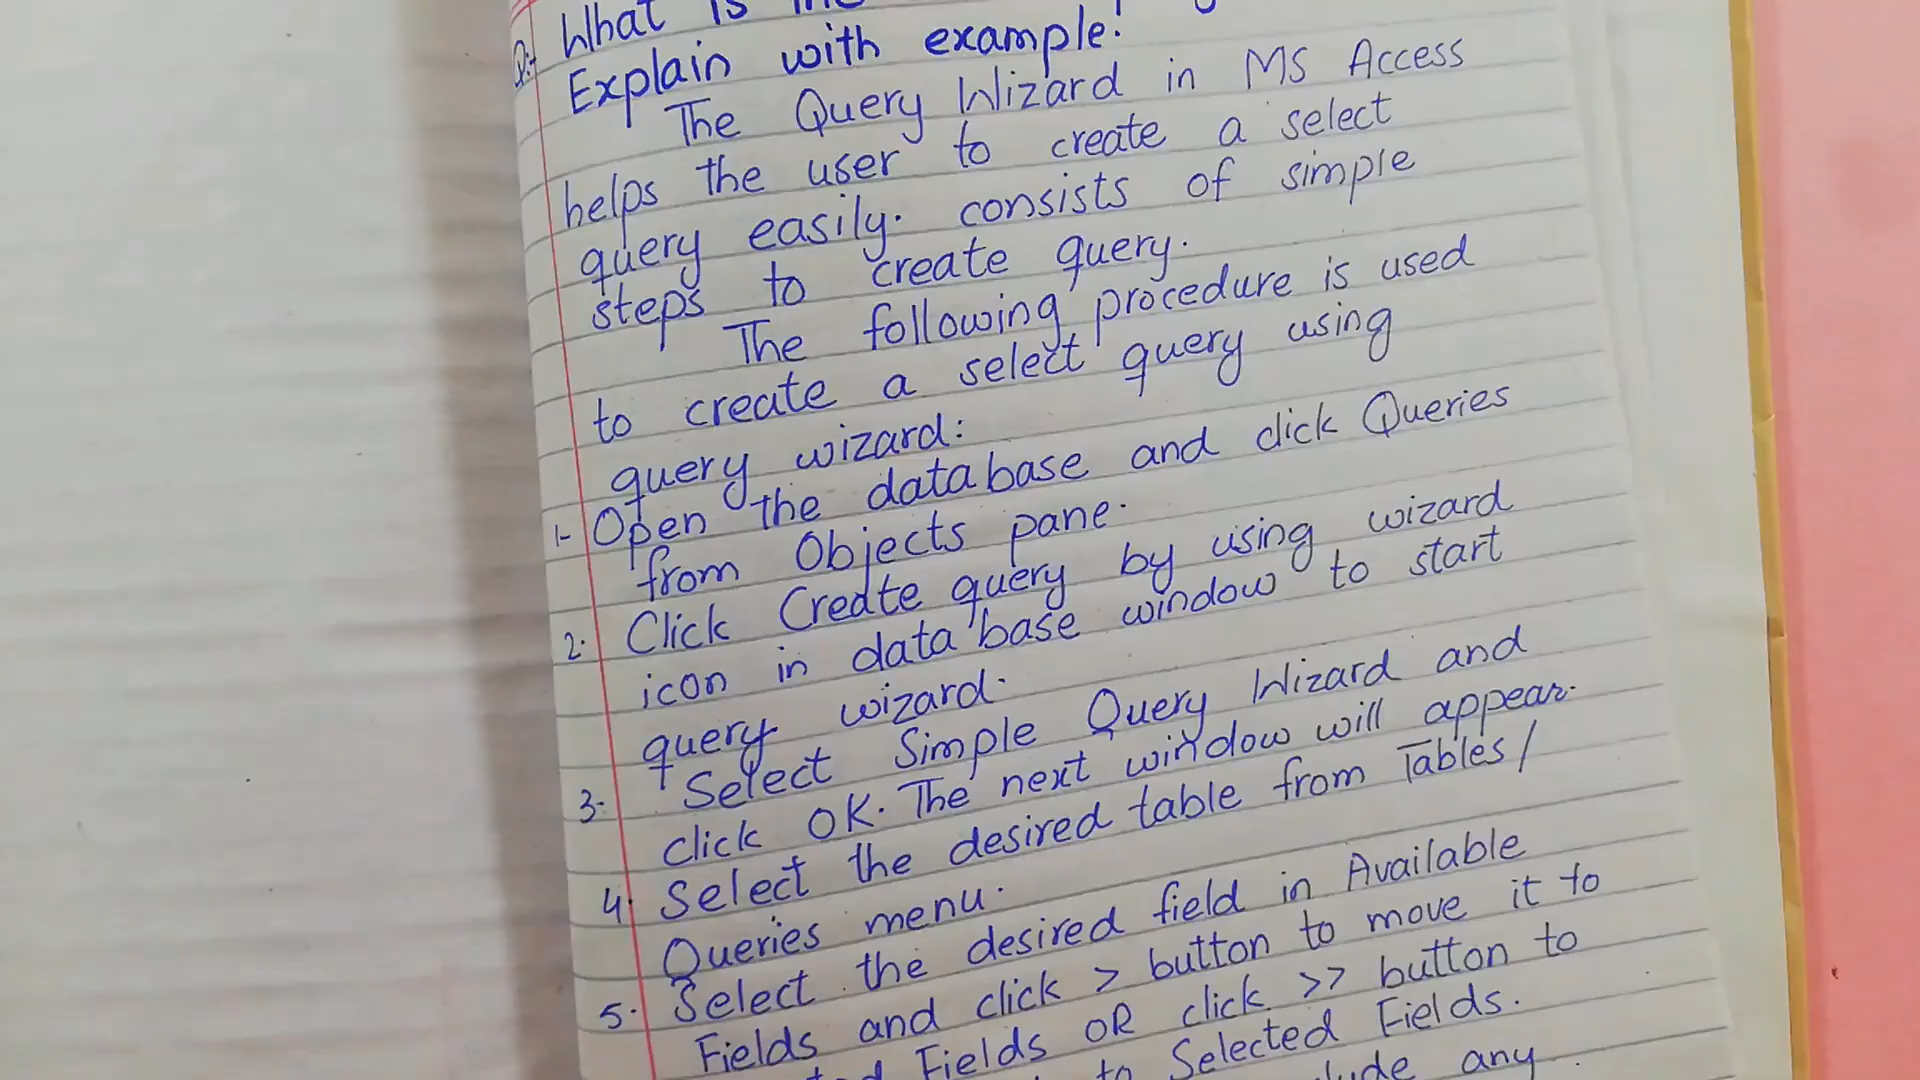 Q:- What is the
Explain with example!
The Query Wizard in MS Access
helps the user to create a select
query easily. consists of simple
steps to create query.
The following procedure is used
to create a select query using
query wizard:
1- Open the database and click Queries
from Objects pane.
2. Click Create query by using wizard
icon in database window to start
query wizard.
3. Select Simple Query Wizard and
click OK. The next window will appear.
4. Select the desired table from Tables/
Queries menu.
5. Select the desired field in Available
Fields and click > button to move it to
Fields OR click >> button to
to Selected Fields.
any